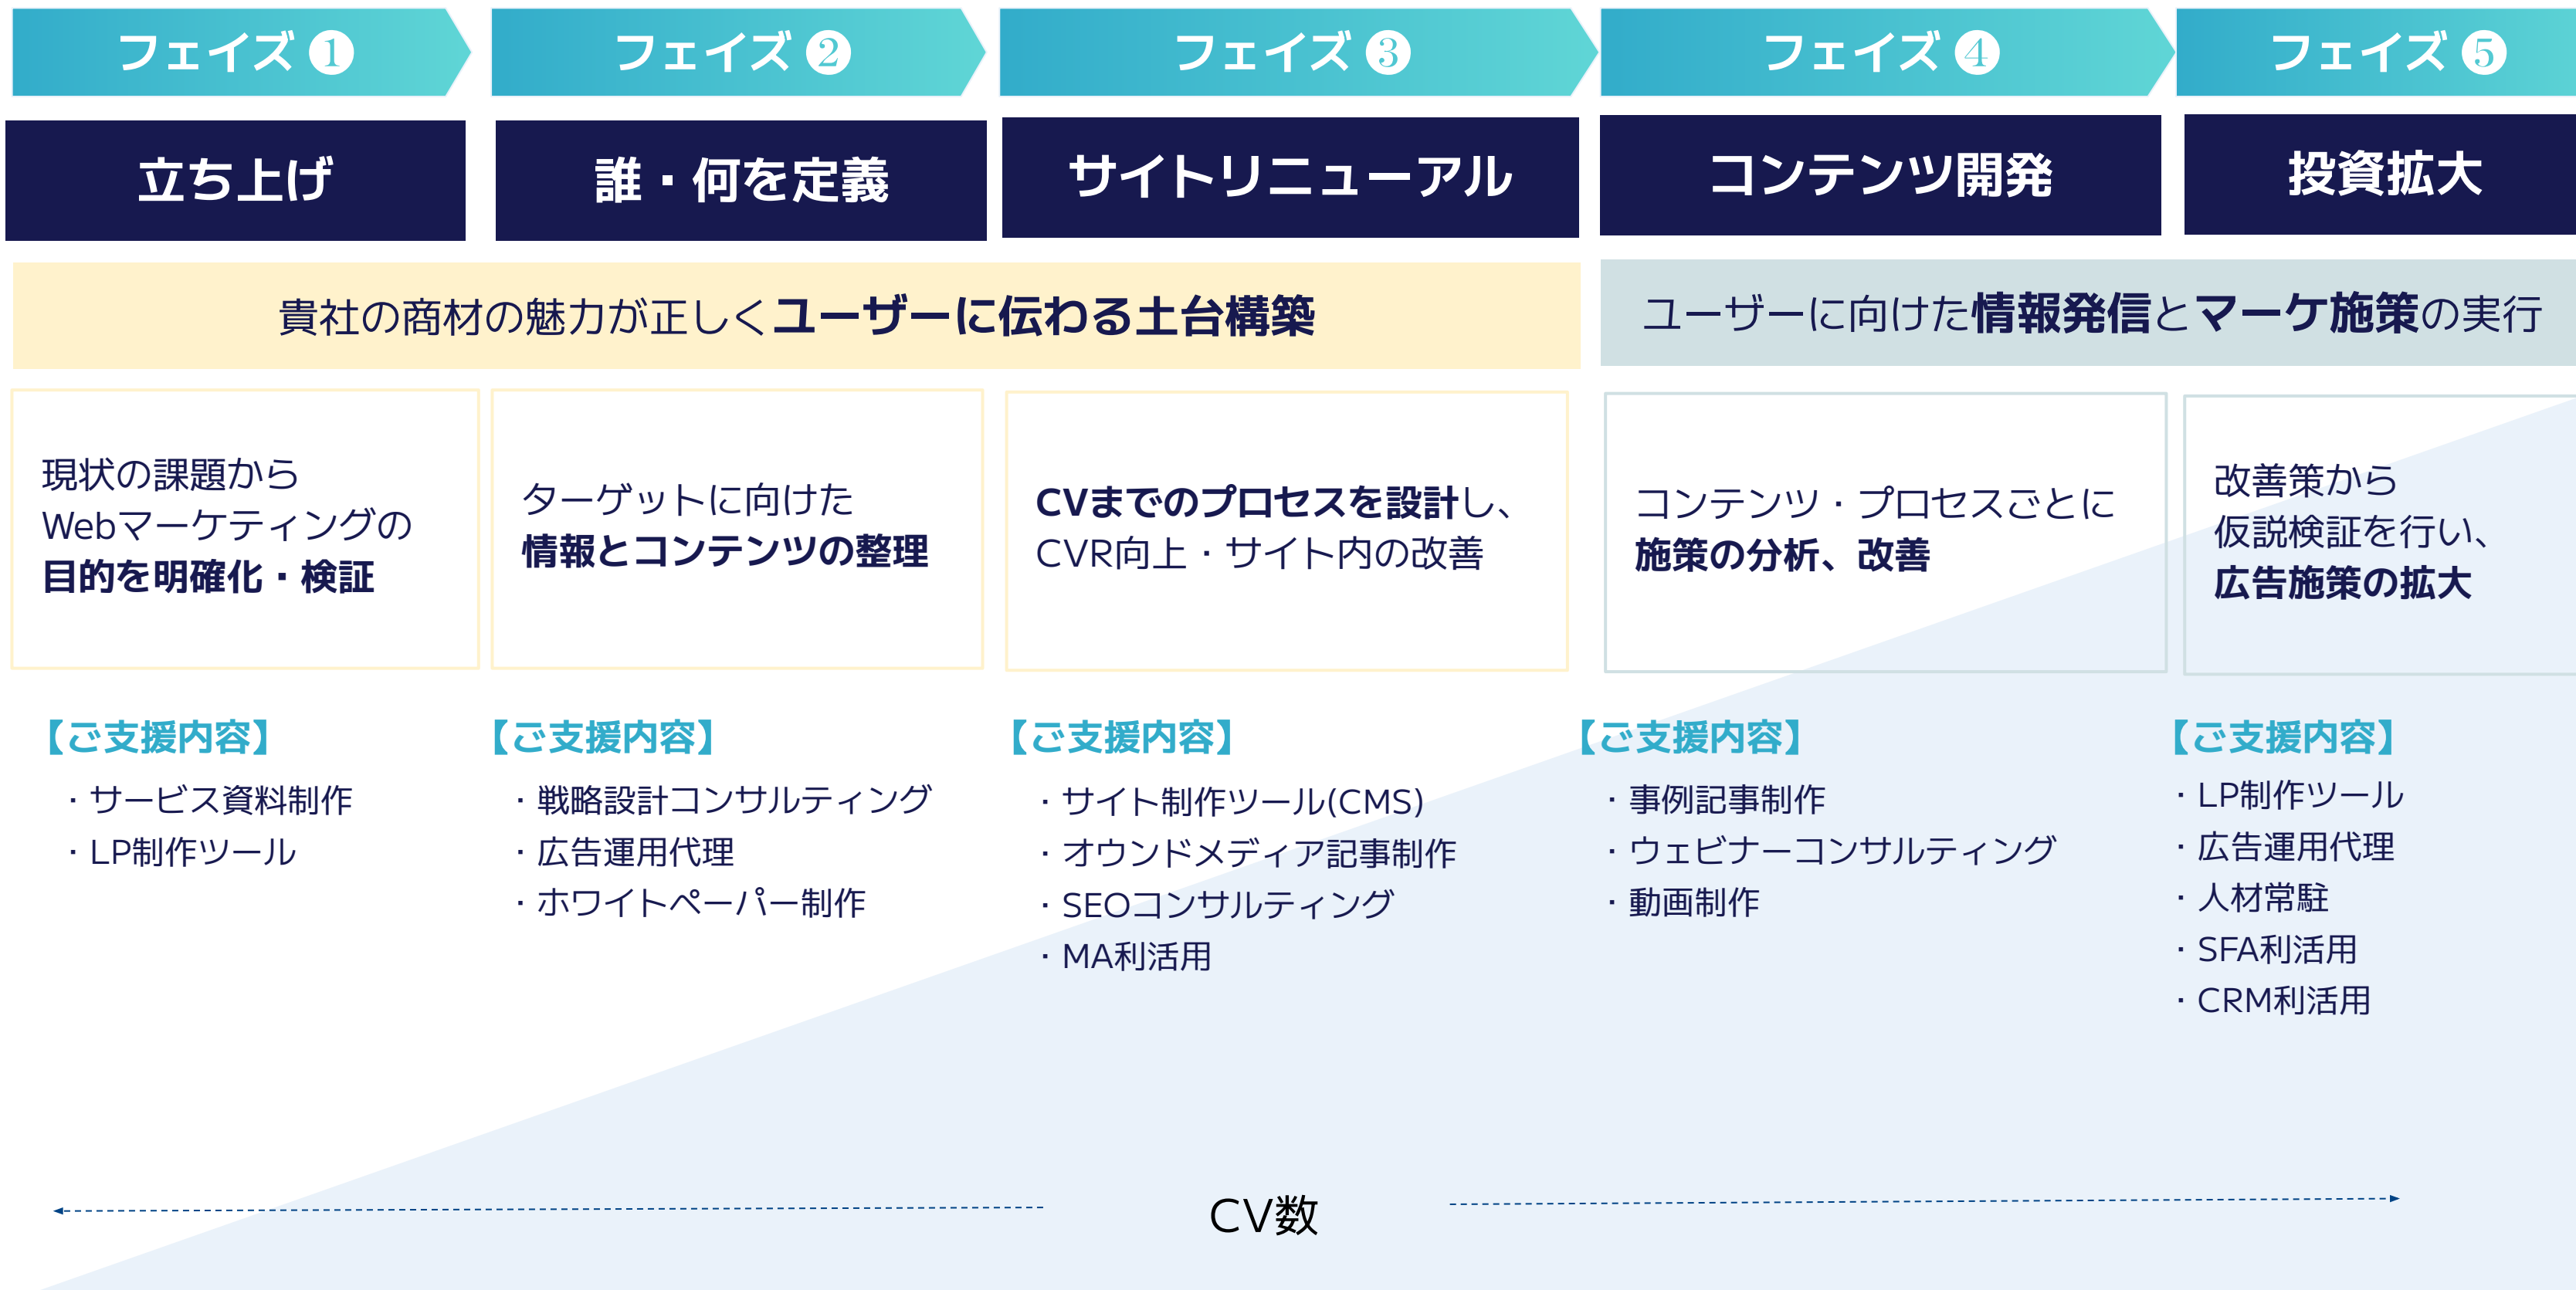 フェイズ ❶
フェイズ ❷
フェイズ ❸
フェイズ ❹
フェイズ ❺
立ち上げ
誰・何を定義
サイトリニューアル
コンテンツ開発
投資拡大
貴社の商材の魅力が正しくユーザーに伝わる土台構築
ユーザーに向けた情報発信とマーケ施策の実行
現状の課題から
Webマーケティングの
目的を明確化・検証
ターゲットに向けた
情報とコンテンツの整理
CVまでのプロセスを設計し、
CVR向上・サイト内の改善
コンテンツ・プロセスごとに
施策の分析、改善
改善策から
仮説検証を行い、
広告施策の拡大
【ご支援内容】
・サービス資料制作
・LP制作ツール
【ご支援内容】
・戦略設計コンサルティング
・広告運用代理
・ホワイトペーパー制作
【ご支援内容】
・サイト制作ツール(CMS)
・オウンドメディア記事制作
・SEOコンサルティング
・MA利活用
【ご支援内容】
・事例記事制作
・ウェビナーコンサルティング
・動画制作
【ご支援内容】
・LP制作ツール
・広告運用代理
・人材常駐
・SFA利活用
・CRM利活用
CV数